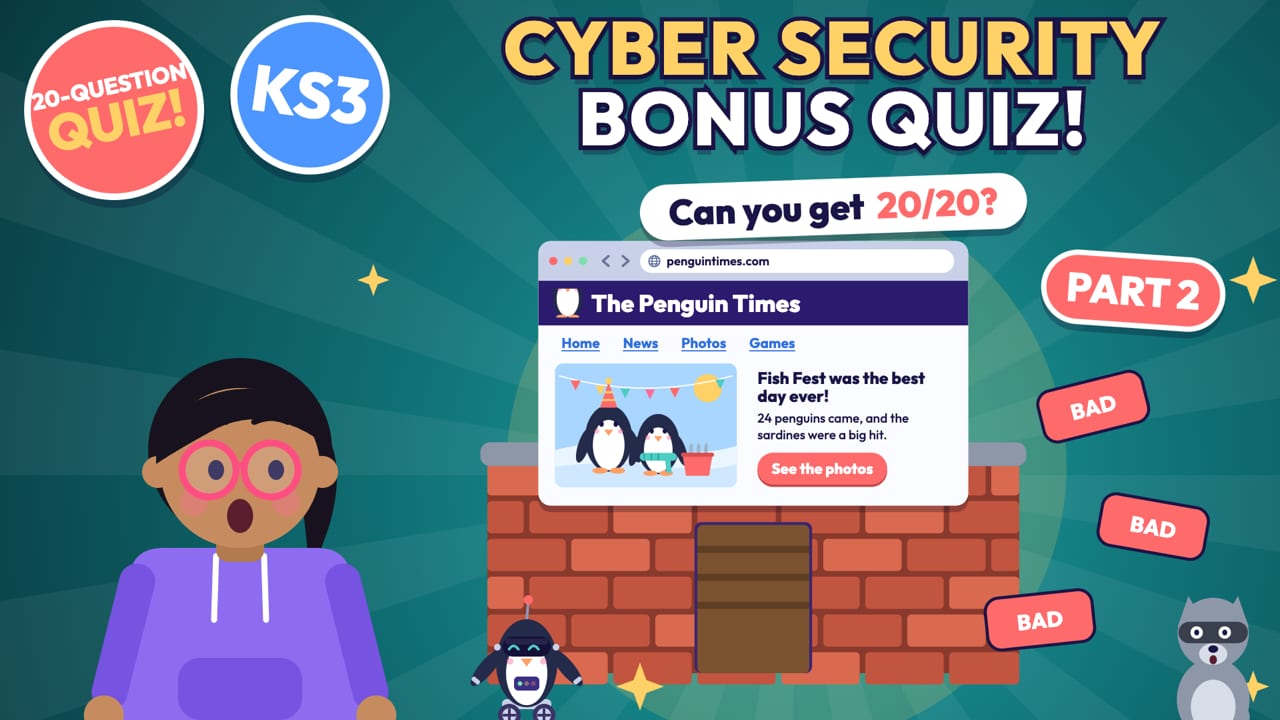 20-QUESTION
QUIZ!
KS3
CYBER SECURITY
BONUS QUIZ!
Can you get 20/20?
PART 2
penguintimes.com
The Penguin Times
Home News Photos Games
Fish Fest was the best
day ever!
24 penguins came, and the
sardines were a big hit.
See the photos
BAD
BAD
BAD